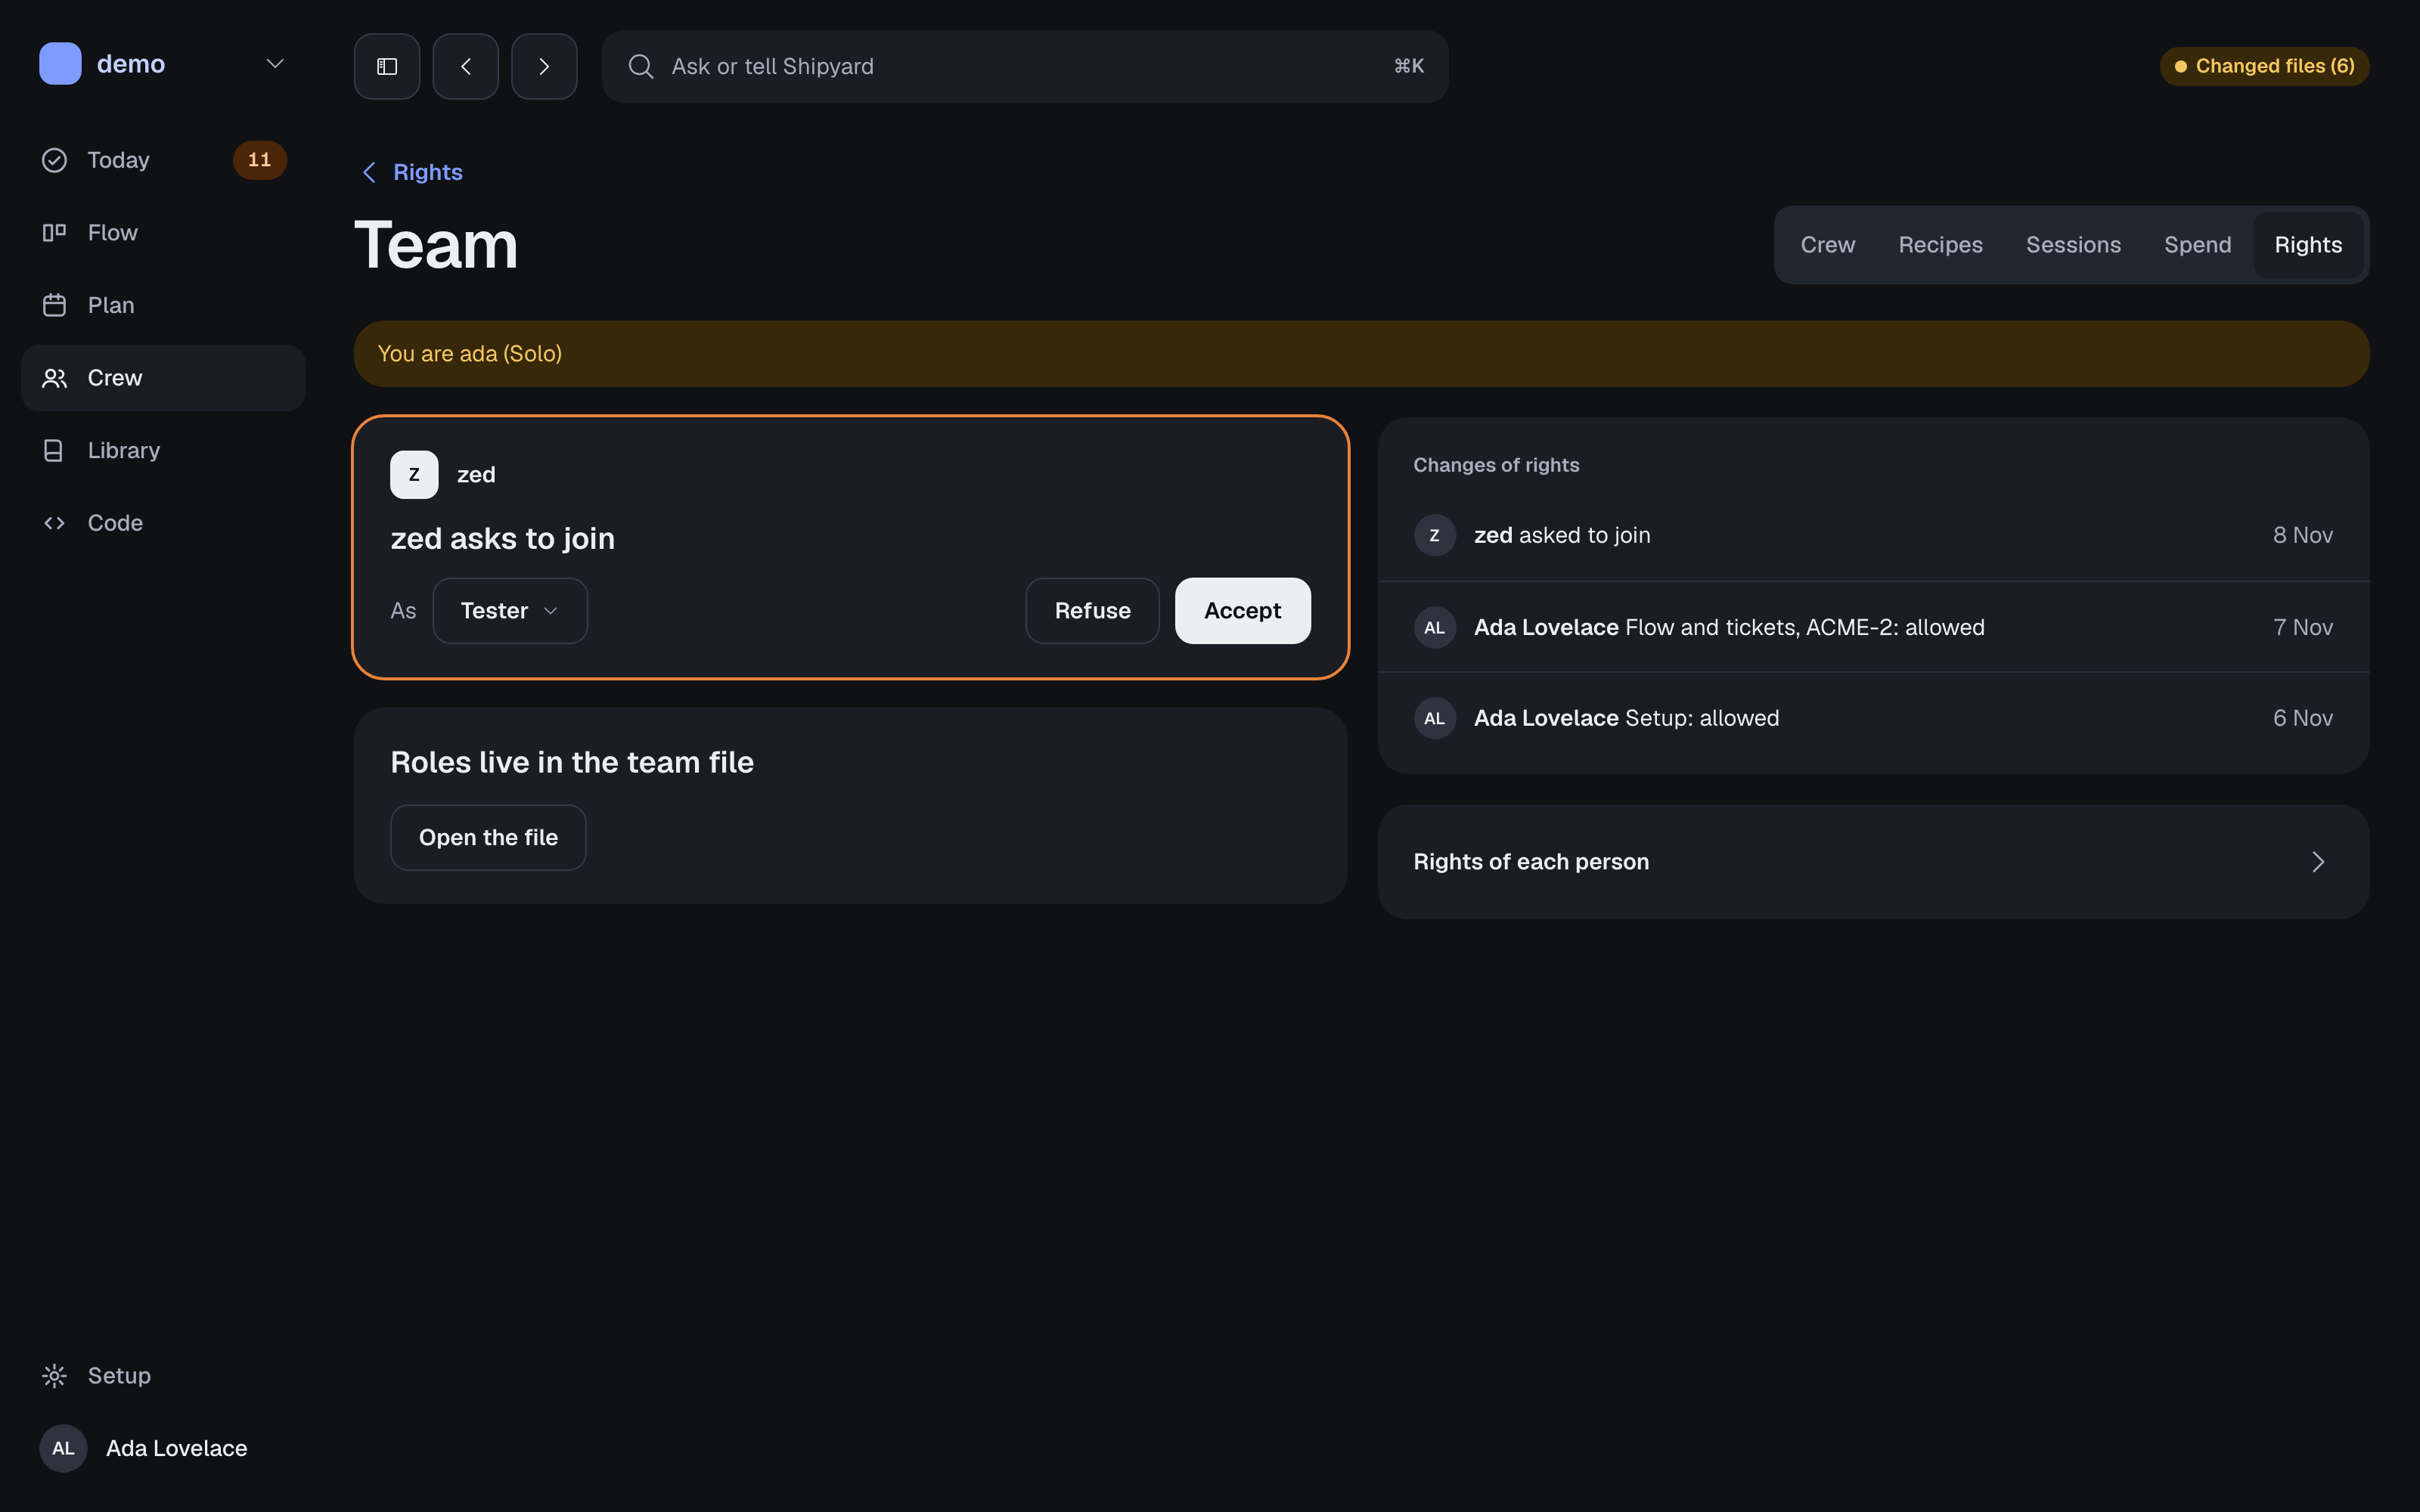 demo
Ask or tell Shipyard
⌘K
Changed files (6)
Today
11
Flow
Plan
Crew
Library
Code
Setup
AL
Ada Lovelace
Rights
Team
Crew
Recipes
Sessions
Spend
Rights
You are ada (Solo)
Z
zed
zed asks to join
As
Tester
Refuse
Accept
Roles live in the team file
Open the file
Changes of rights
Z
zed asked to join
8 Nov
AL
Ada Lovelace Flow and tickets, ACME-2: allowed
7 Nov
AL
Ada Lovelace Setup: allowed
6 Nov
Rights of each person